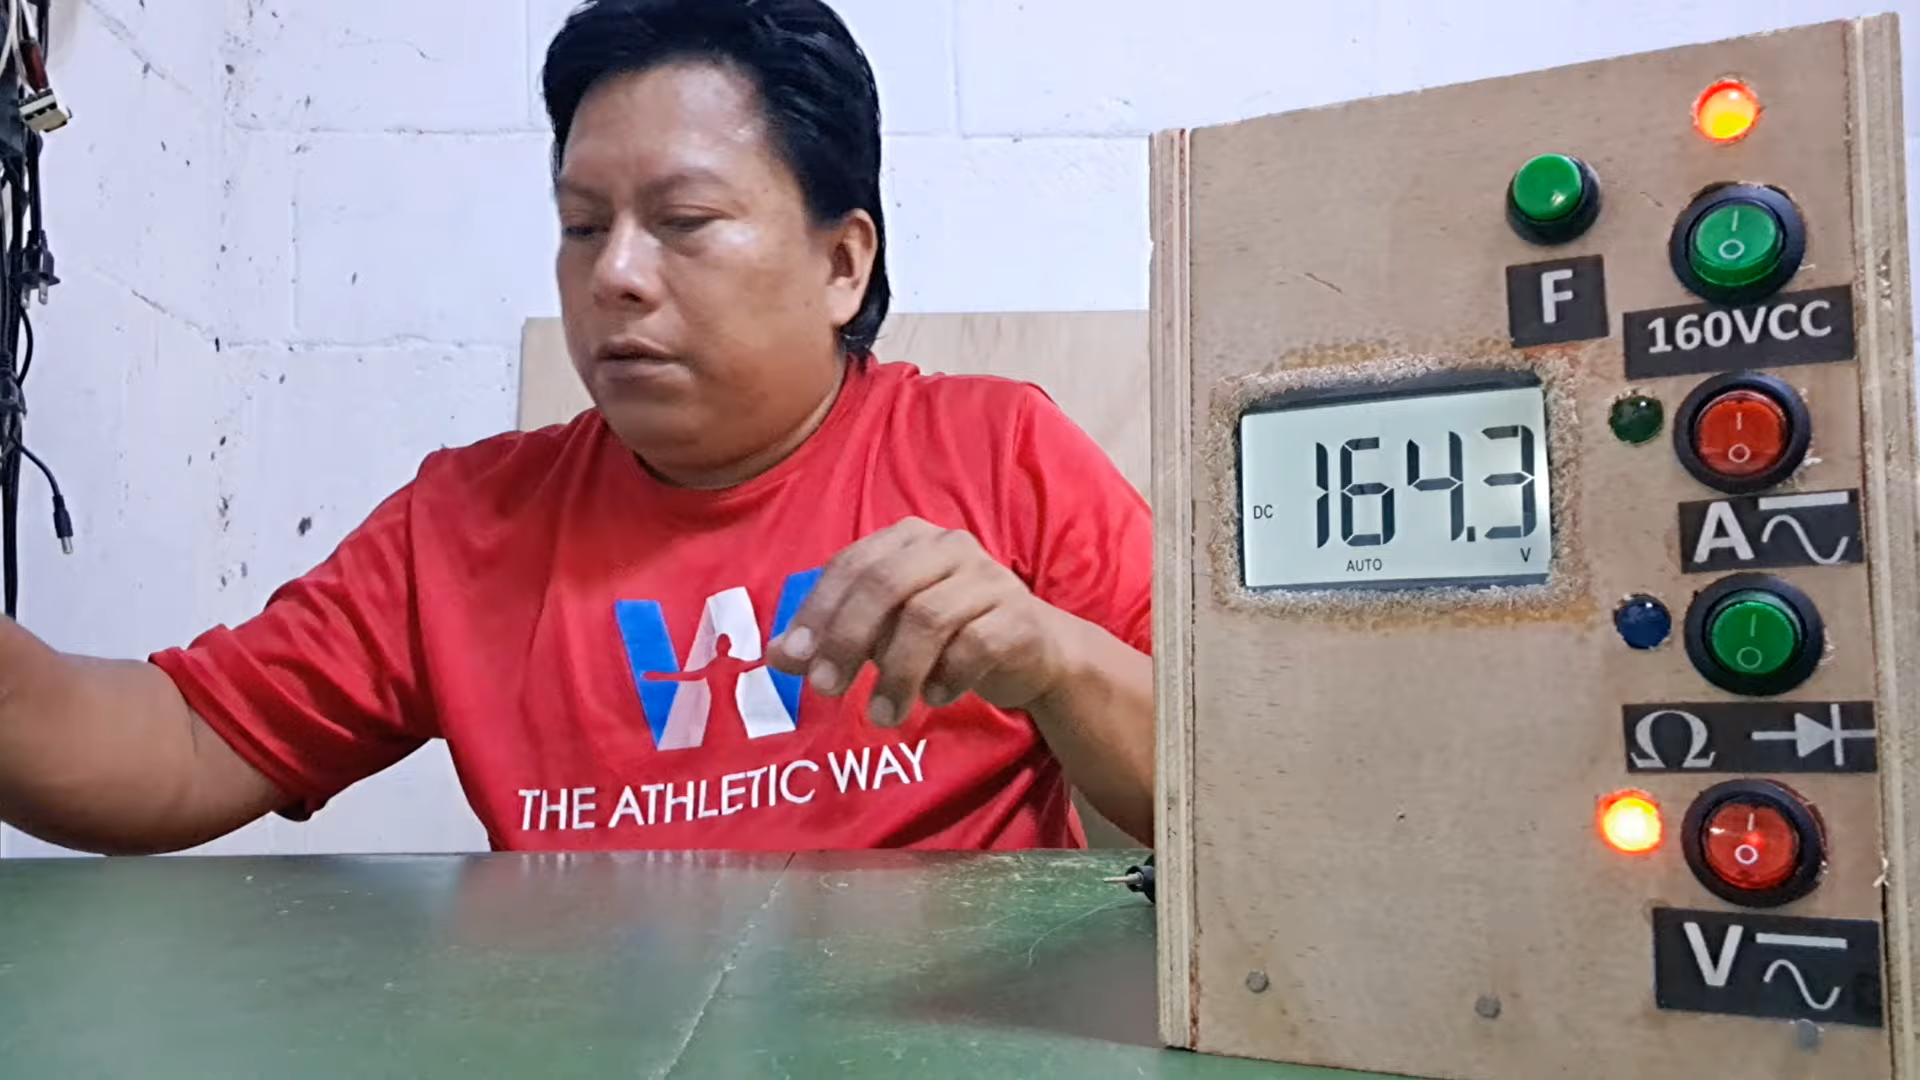 W
THE ATHLETIC WAY
F
160VCC
DC 164.3
AUTO V
A
Ω
V